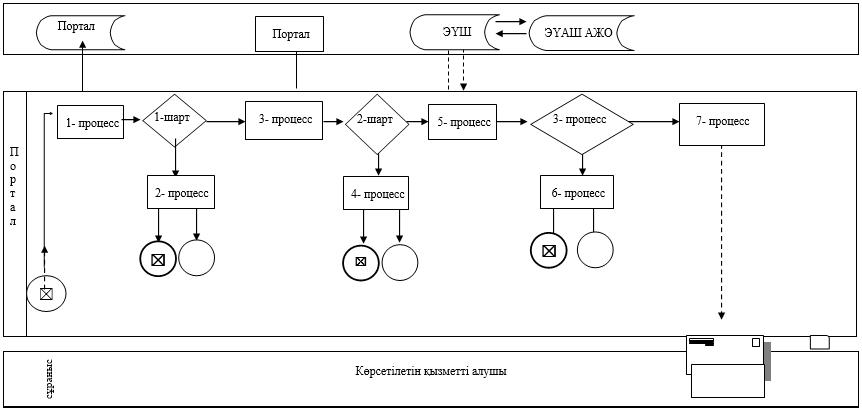 Портал
Портал
ЭҮШ
ЭҮАШ АЖО
Портал
1- процесс
1-шарт
3- процесс
2-шарт
5- процесс
3- процесс
7- процесс
2- процесс
4- процесс
6- процесс
сұраныс
Көрсетілетін қызметті алушы